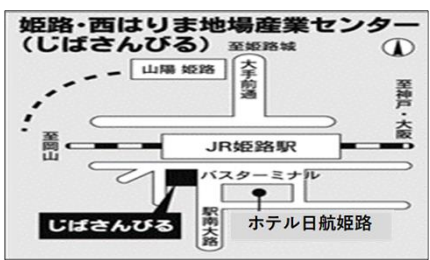 姫路・西はりま地場産業センター
(じばさんびる)
至姫路城
山陽 姫路
大手前通
至神戸・大阪
至岡山
JR姫路駅
バスターミナル
じばさんびる
駅南大路
ホテル日航姫路